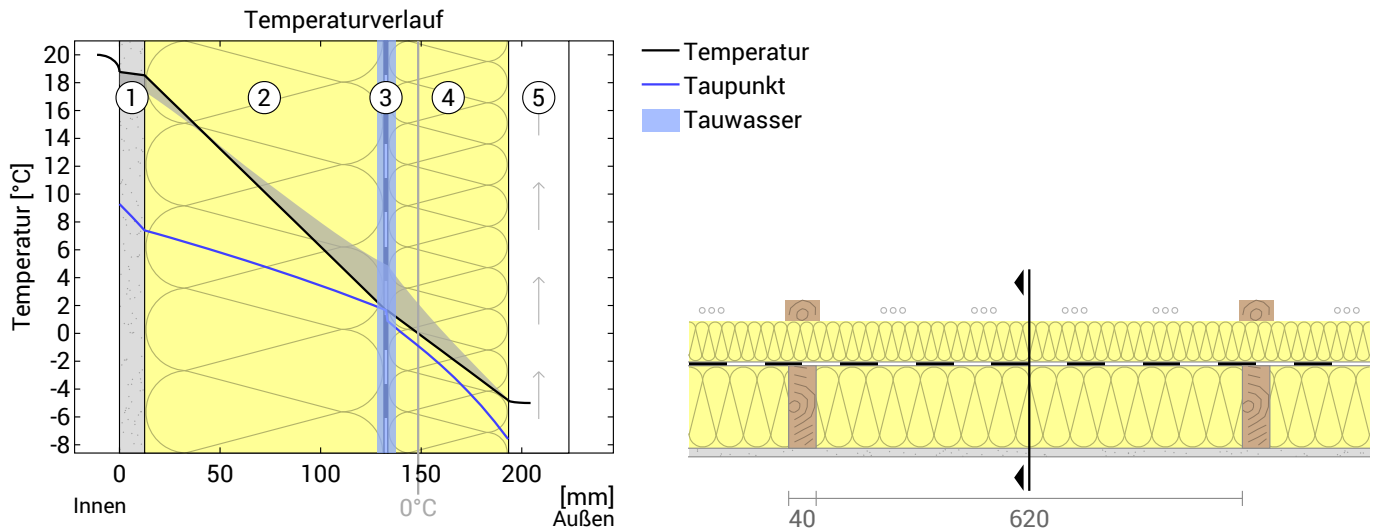 Temperaturverlauf
Temperatur
Taupunkt
Tauwasser
Temperatur [°C]
20
18
16
14
12
10
8
6
4
2
0
-2
-4
-6
-8
1 2 3 4 5
0 50 100 150 200
[mm]
Innen 0°C Außen
40 620